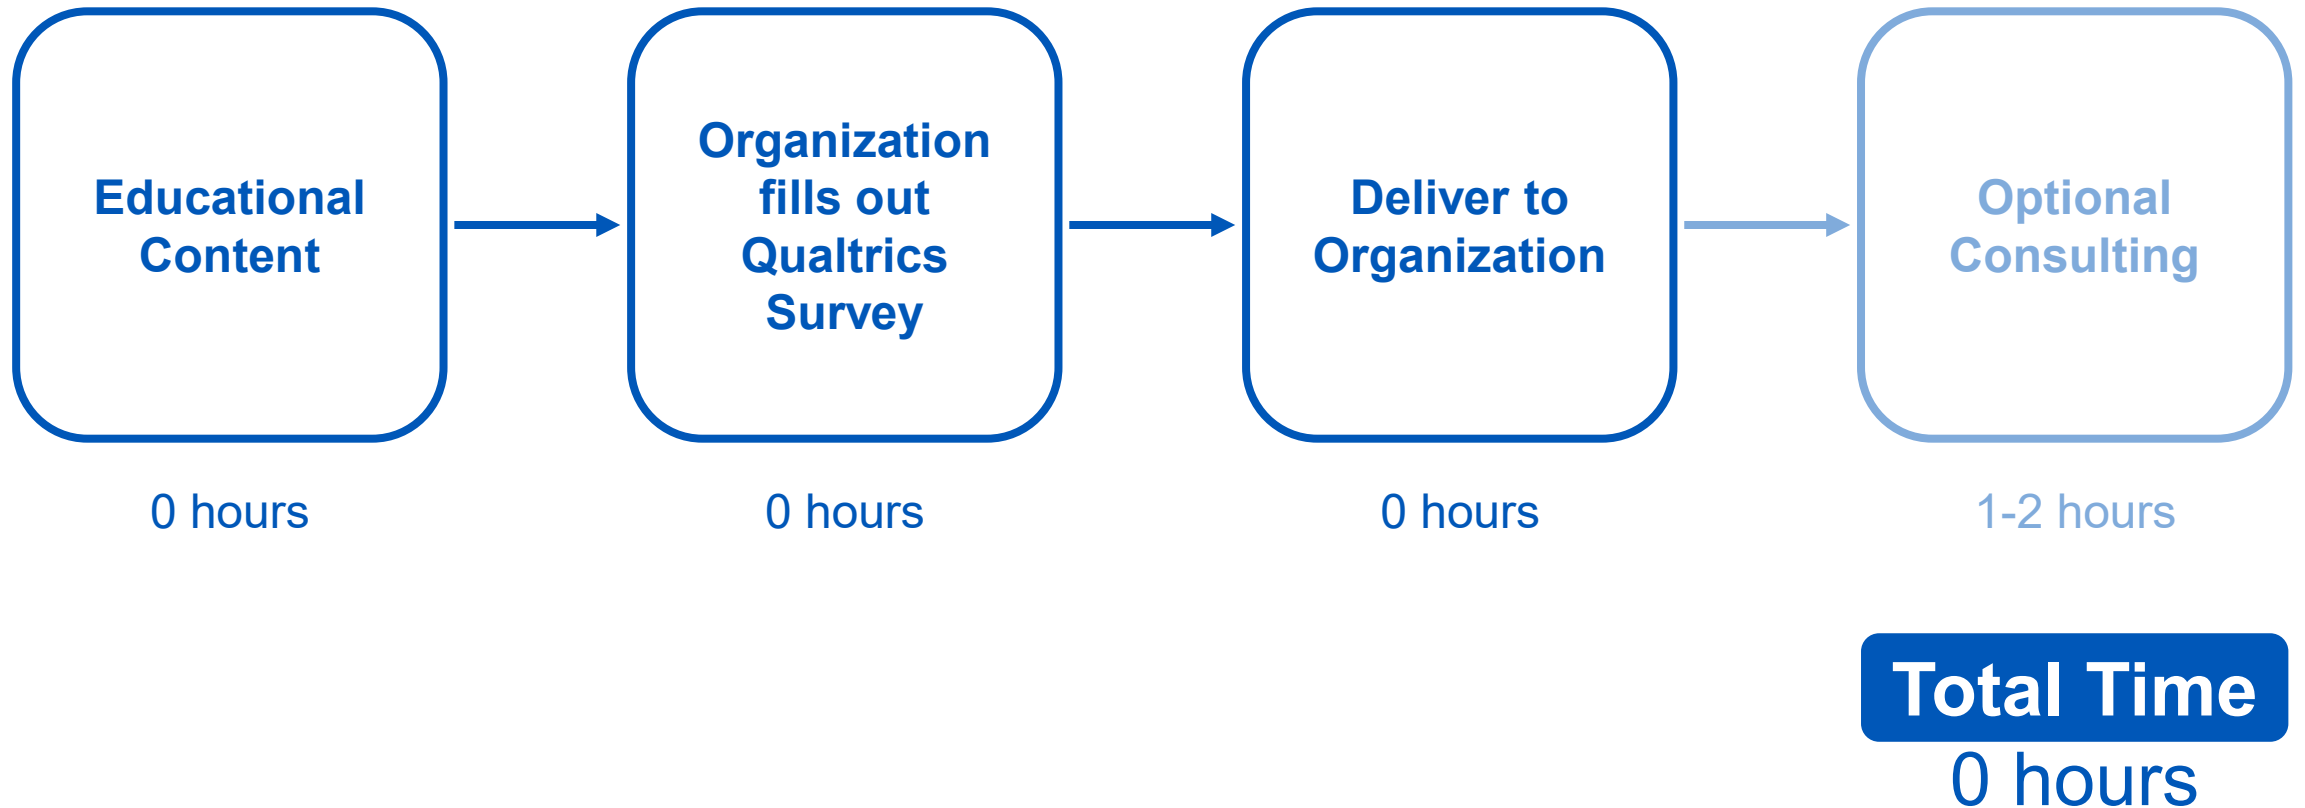 Educational
Content
Organization
fills out
Qualtrics
Survey
Deliver to
Organization
Optional
Consulting
0 hours
0 hours
0 hours
1-2 hours
Total Time
0 hours